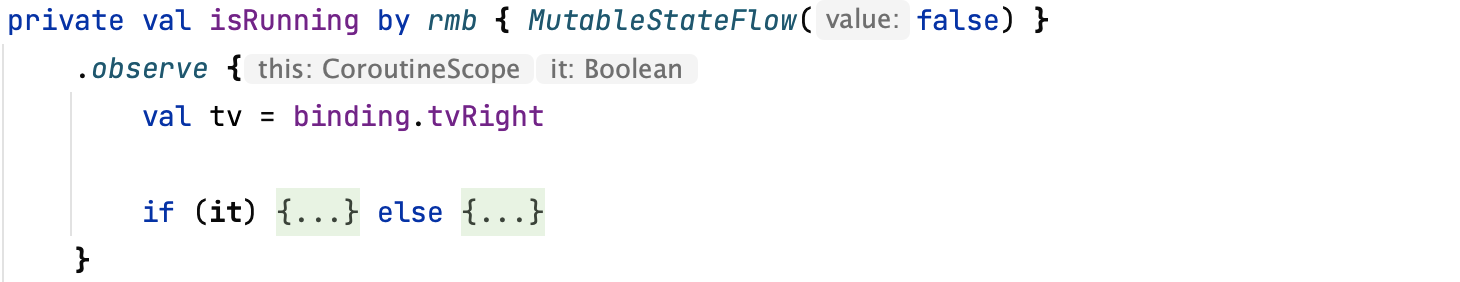 private val isRunning by rmb { MutableStateFlow( value: false) }
.observe { this: CoroutineScope it: Boolean
val tv = binding.tvRight
if (it) {...} else {...}
}